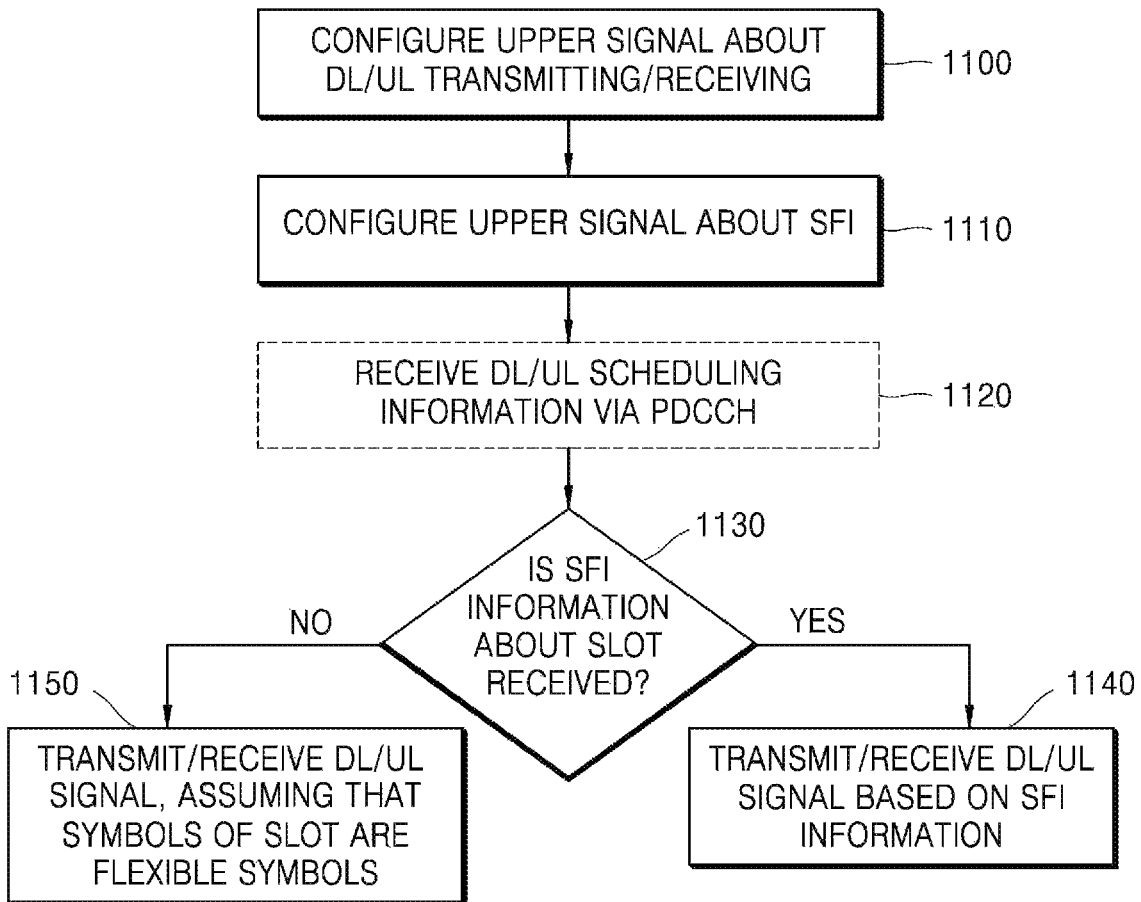 CONFIGURE UPPER SIGNAL ABOUT
DL/UL TRANSMITTING/RECEIVING
1100
CONFIGURE UPPER SIGNAL ABOUT SFI
1110
RECEIVE DL/UL SCHEDULING
INFORMATION VIA PDCCH
1120
1130
IS SFI
INFORMATION
ABOUT SLOT
RECEIVED?
NO
YES
1150
TRANSMIT/RECEIVE DL/UL
SIGNAL, ASSUMING THAT
SYMBOLS OF SLOT ARE
FLEXIBLE SYMBOLS
1140
TRANSMIT/RECEIVE DL/UL
SIGNAL BASED ON SFI
INFORMATION